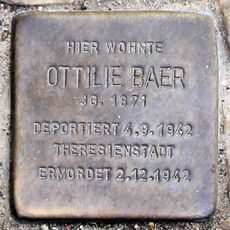 HIER WOHNTE
OTTILIE BAER
JG. 1871
DEPORTIERT 4.9.1942
THERESIENSTADT
ERMORDET 2.12.1942